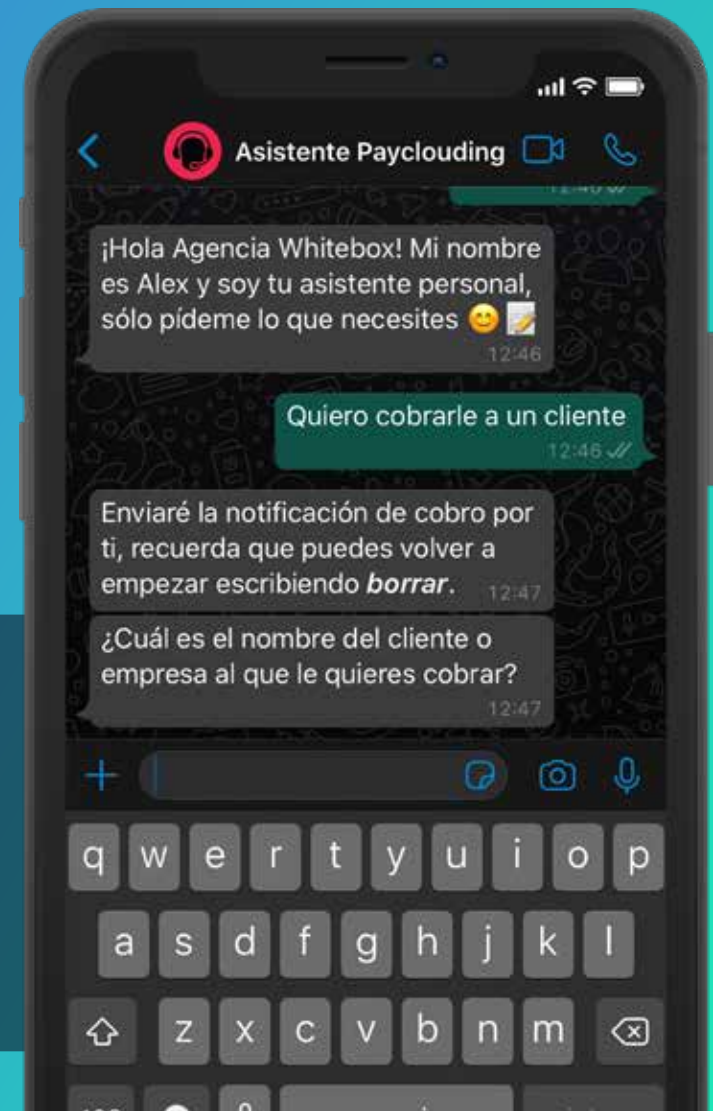 Asistente Payclouding
12:46
¡Hola Agencia Whitebox! Mi nombre
es Alex y soy tu asistente personal,
sólo pídeme lo que necesites 😊 📝
12:46
Quiero cobrarle a un cliente
12:46
Enviaré la notificación de cobro por
ti, recuerda que puedes volver a
empezar escribiendo borrar.
12:47
¿Cuál es el nombre del cliente o
empresa al que le quieres cobrar?
12:47
q w e r t y u i o p
a s d f g h j k l
z x c v b n m